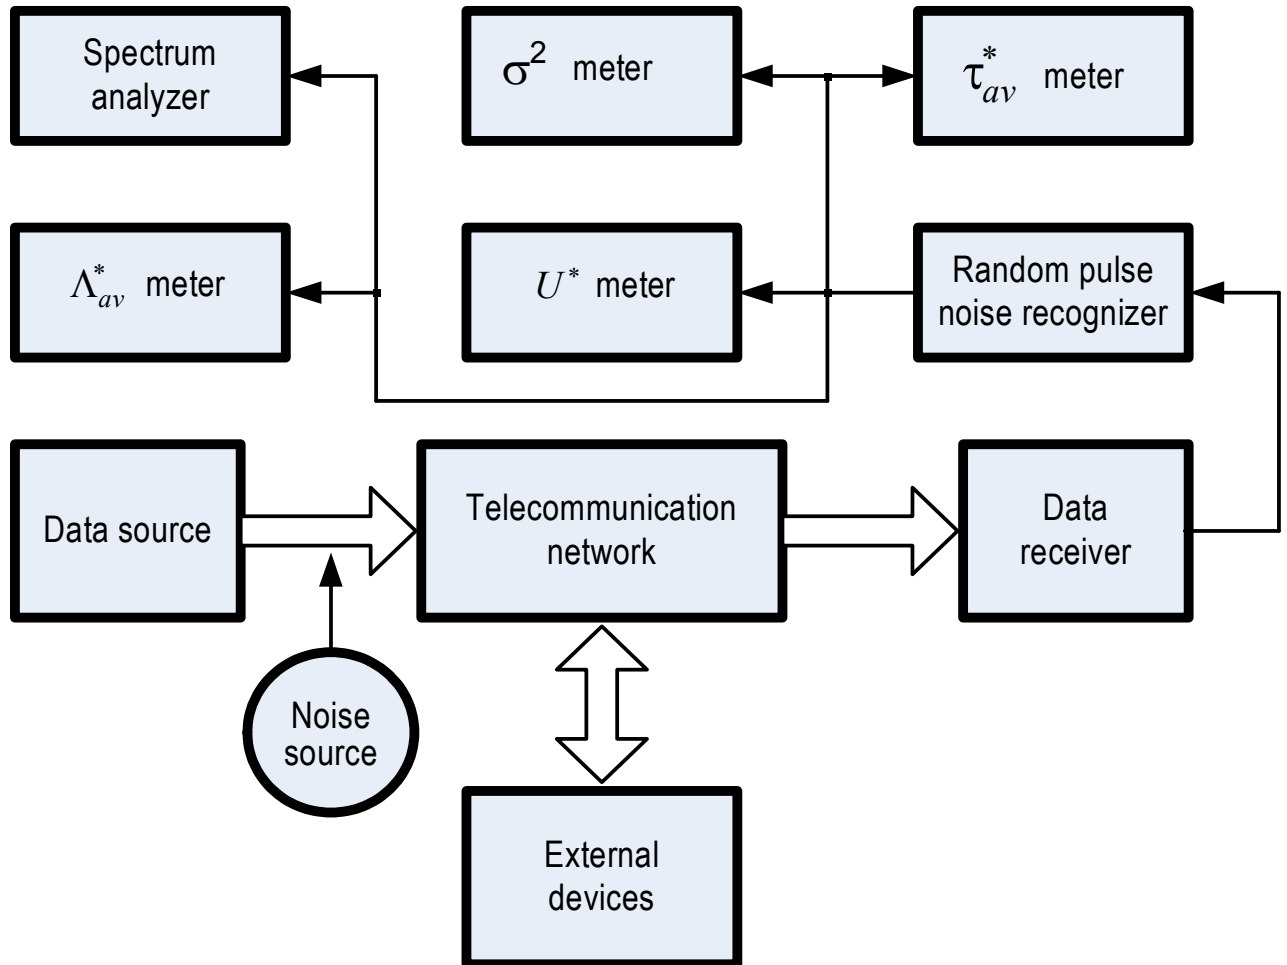 Spectrum
analyzer
σ² meter
τ*av meter
Λ*av meter
U* meter
Random pulse
noise recognizer
Data source
Telecommunication
network
Data
receiver
Noise
source
External
devices